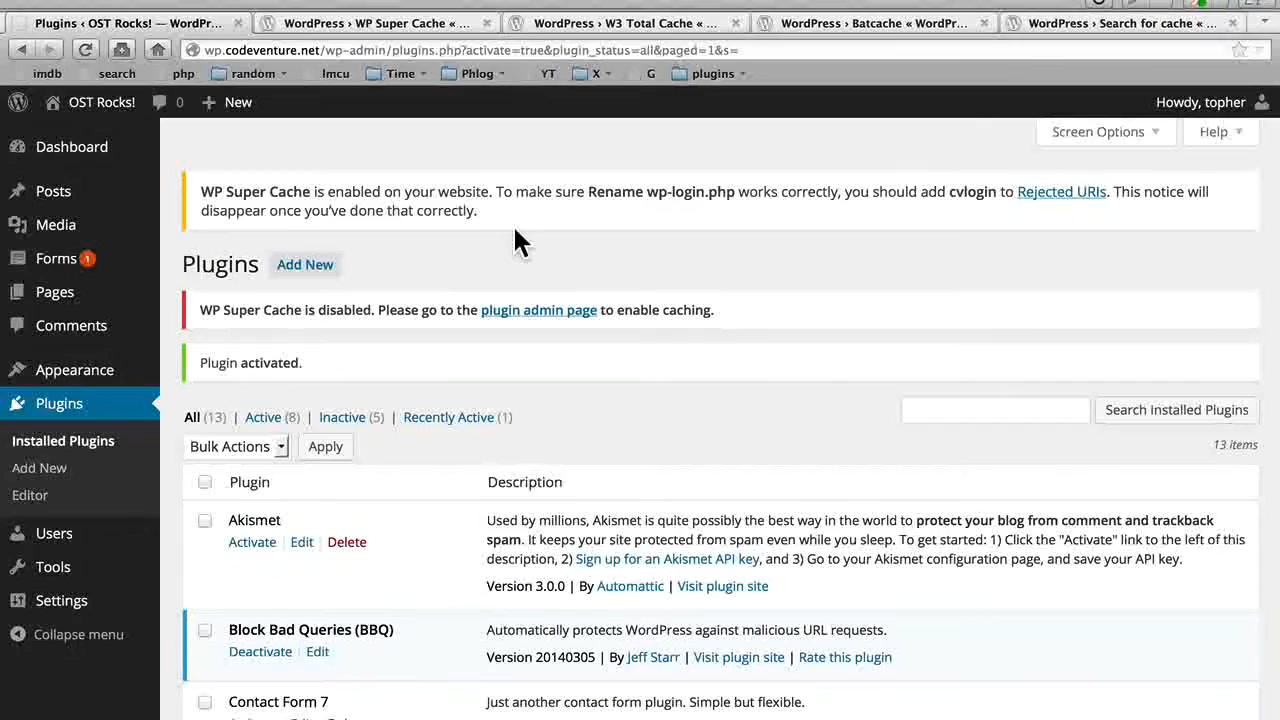 Plugins ‹ OST Rocks! — WordPr...
WordPress › WP Super Cache « ...
WordPress › W3 Total Cache « ...
WordPress › Batcache « WordPr...
WordPress › Search for cache « ...
wp.codeventure.net/wp-admin/plugins.php?activate=true&plugin_status=all&paged=1&s=
imdb search php random Imcu Time Phlog YT X G plugins
OST Rocks! 0 New Howdy, topher
Screen Options Help
Dashboard
Posts
Media
Forms 1
Pages
Comments
Appearance
Plugins
Installed Plugins
Add New
Editor
Users
Tools
Settings
Collapse menu
WP Super Cache is enabled on your website. To make sure Rename wp-login.php works correctly, you should add cvlogin to Rejected URIs. This notice
will disappear once you've done that correctly.
Plugins Add New
WP Super Cache is disabled. Please go to the plugin admin page to enable caching.
Plugin activated.
All (13) | Active (8) | Inactive (5) | Recently Active (1)
Search Installed Plugins
Bulk Actions Apply
13 items
Plugin Description
Akismet
Activate | Edit | Delete
Used by millions, Akismet is quite possibly the best way in the world to protect your blog from comment and trackback
spam. It keeps your site protected from spam even while you sleep. To get started: 1) Click the "Activate" link to the left of this
description, 2) Sign up for an Akismet API key, and 3) Go to your Akismet configuration page, and save your API key.
Version 3.0.0 | By Automattic | Visit plugin site
Block Bad Queries (BBQ)
Deactivate | Edit
Automatically protects WordPress against malicious URL requests.
Version 20140305 | By Jeff Starr | Visit plugin site | Rate this plugin
Contact Form 7
Just another contact form plugin. Simple but flexible.